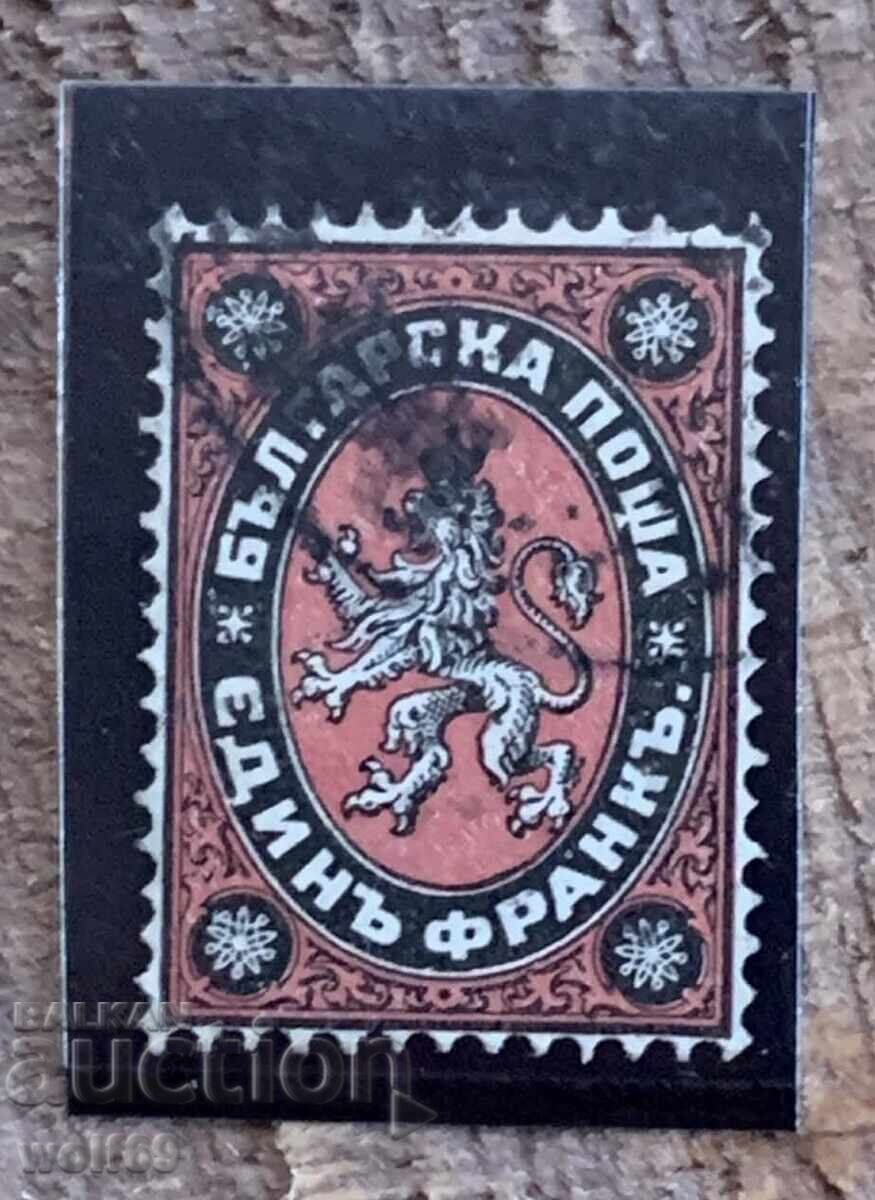 БЪЛГАРСКА ПОЩА
ЕДИНЪ ФРАНКЪ.
BALKAN
auction
wolf69